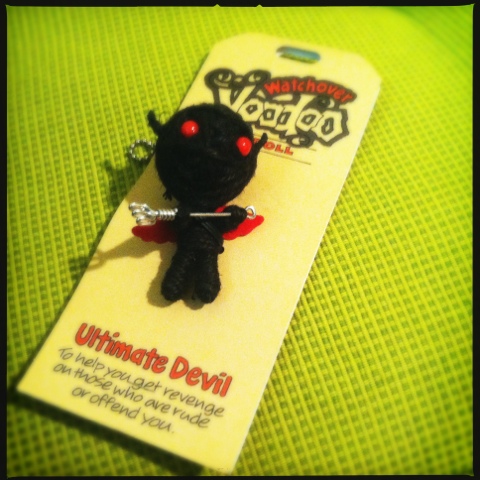 Watchover
Voodoo
DOLL
Ultimate Devil
To help you get revenge
on those who are rude
or offend you.